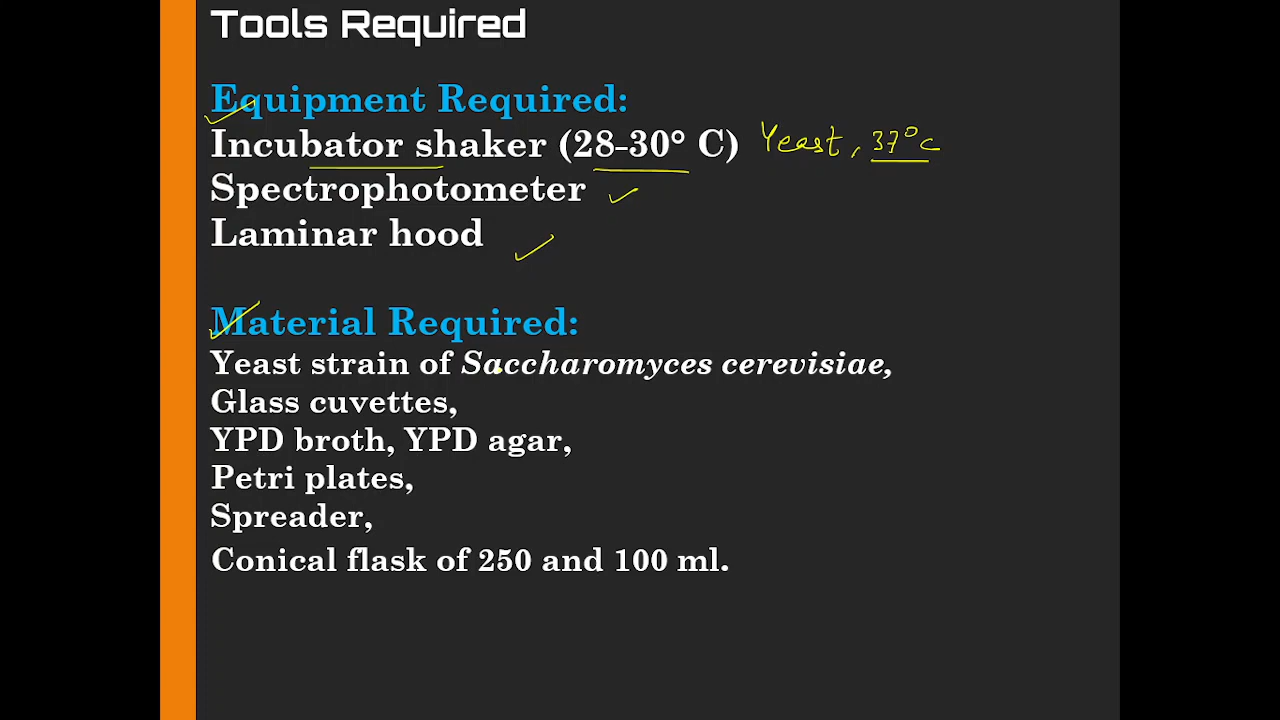 Tools Required
Equipment Required:
Incubator shaker (28-30° C) Yeast, 37°C
Spectrophotometer
Laminar hood
Material Required:
Yeast strain of Saccharomyces cerevisiae,
Glass cuvettes,
YPD broth, YPD agar,
Petri plates,
Spreader,
Conical flask of 250 and 100 ml.